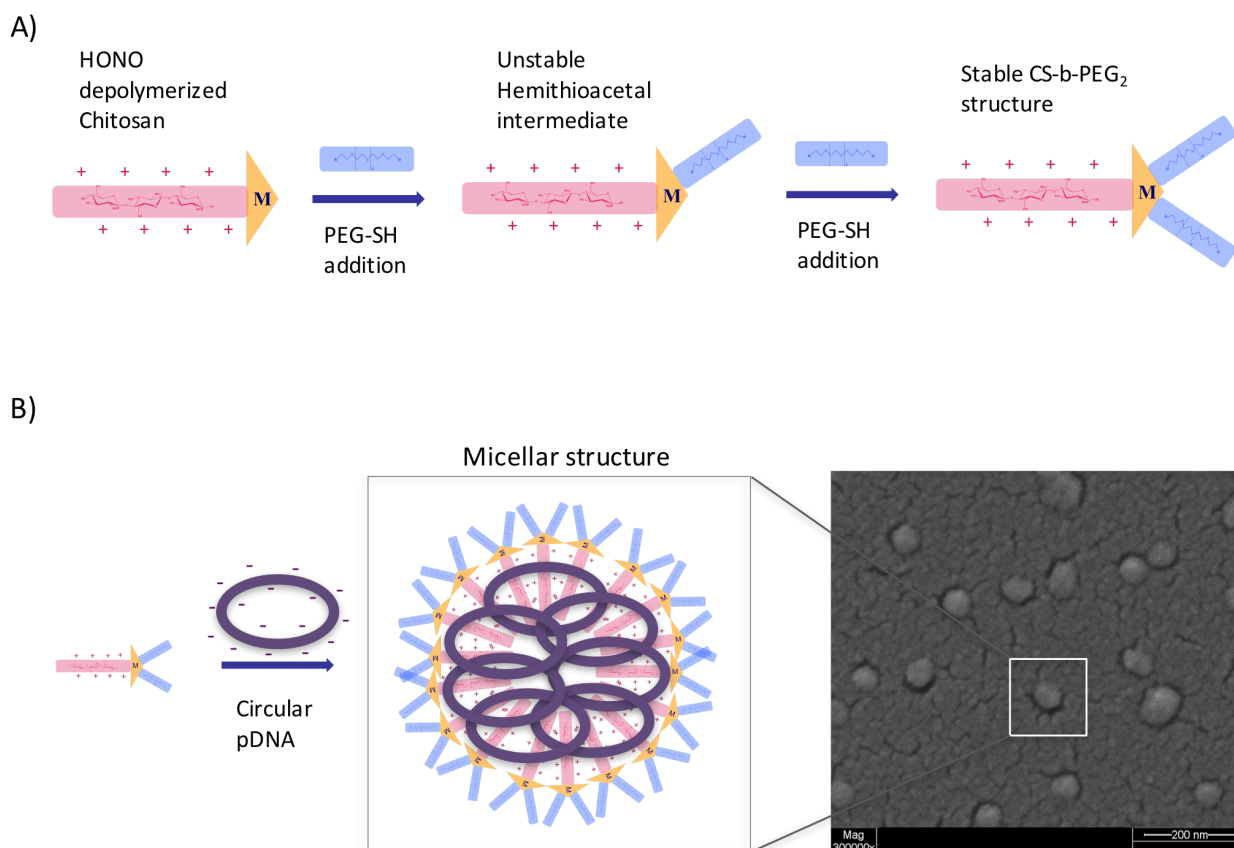 A)
HONO
depolymerized
Chitosan
Unstable
Hemithioacetal
intermediate
Stable CS-b-PEG₂
structure
+ + + +
M
+ + + +
PEG-SH
addition
+ + + +
M
+ + + +
PEG-SH
addition
+ + + +
M
+ + + +
B)
Micellar structure
M
Circular
pDNA
Mag
300000x
200 nm